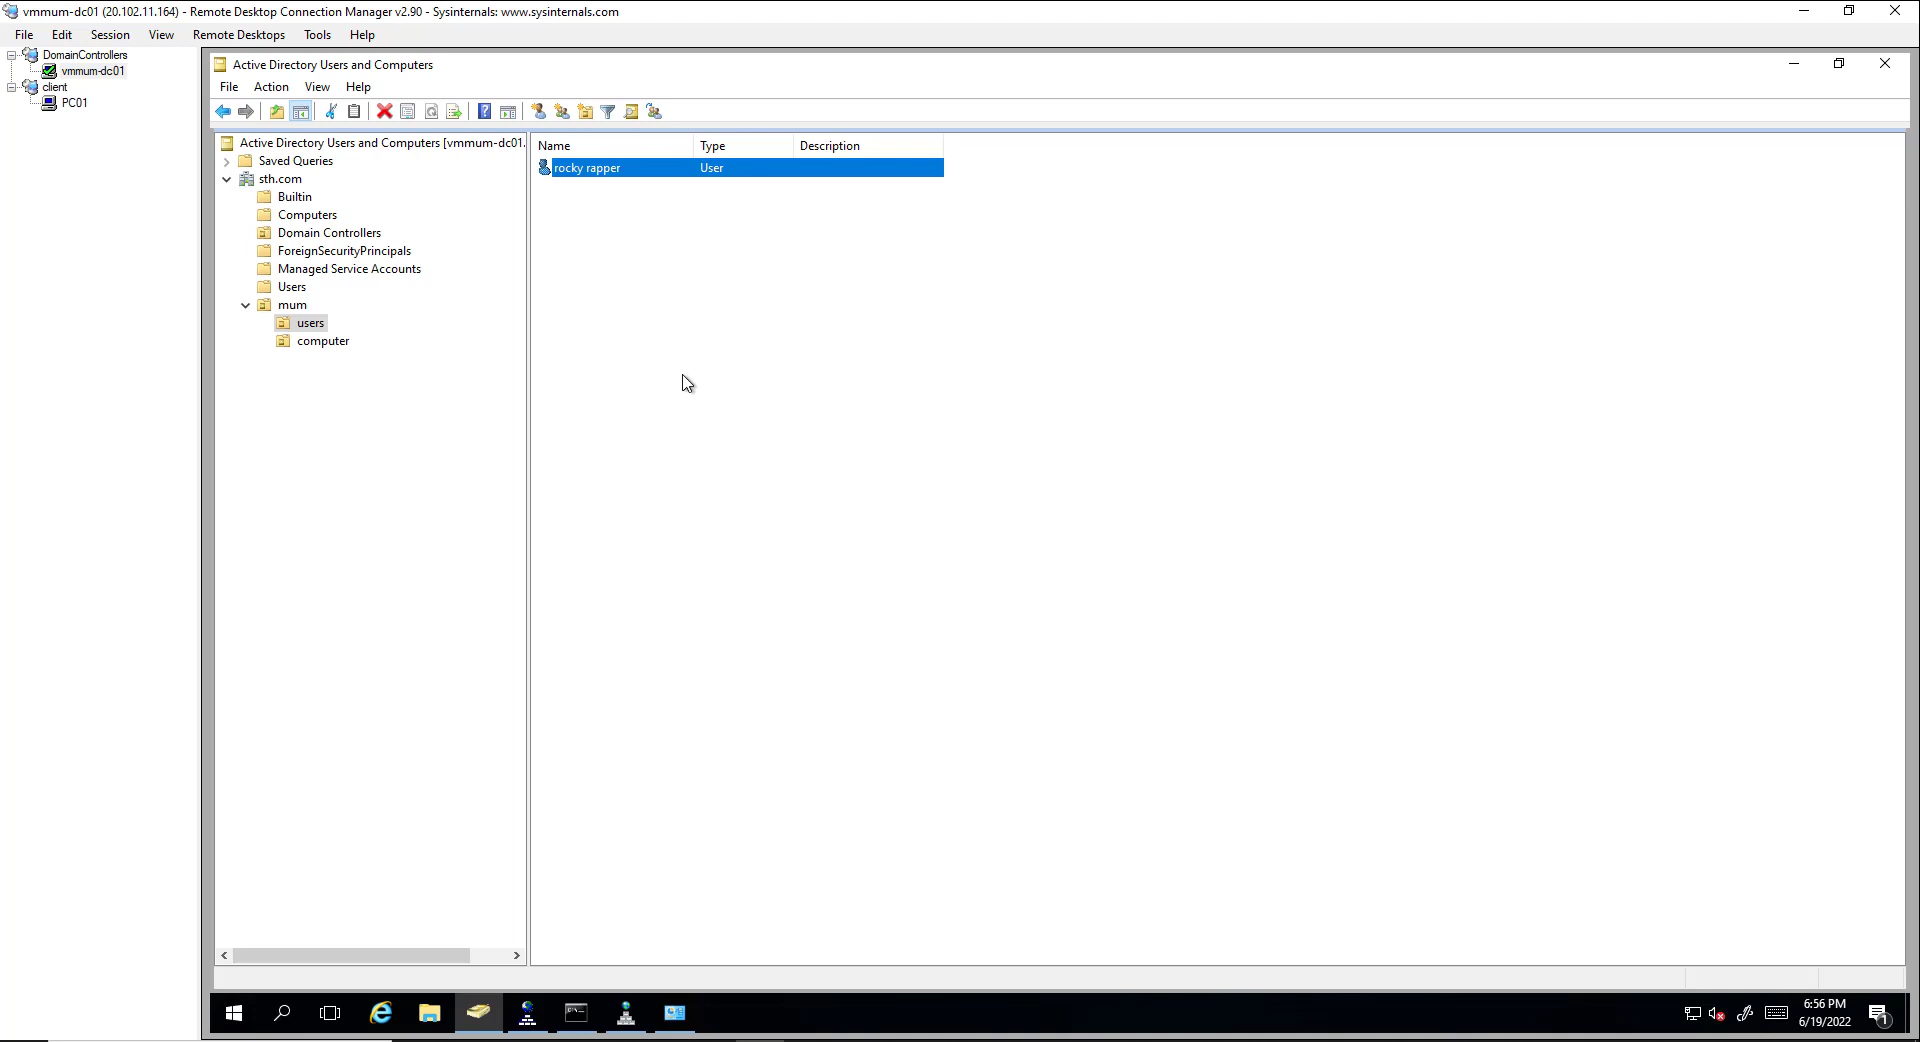 vmmum-dc01 (20.102.11.164) - Remote Desktop Connection Manager v2.90 - Sysinternals: www.sysinternals.com
File Edit Session View Remote Desktops Tools Help
DomainControllers
vmmum-dc01
client
PC01
Active Directory Users and Computers
File Action View Help
Active Directory Users and Computers [vmmum-dc01.
Saved Queries
sth.com
Builtin
Computers
Domain Controllers
ForeignSecurityPrincipals
Managed Service Accounts
Users
mum
users
computer
Name Type Description
rocky rapper User
6:56 PM
6/19/2022
1